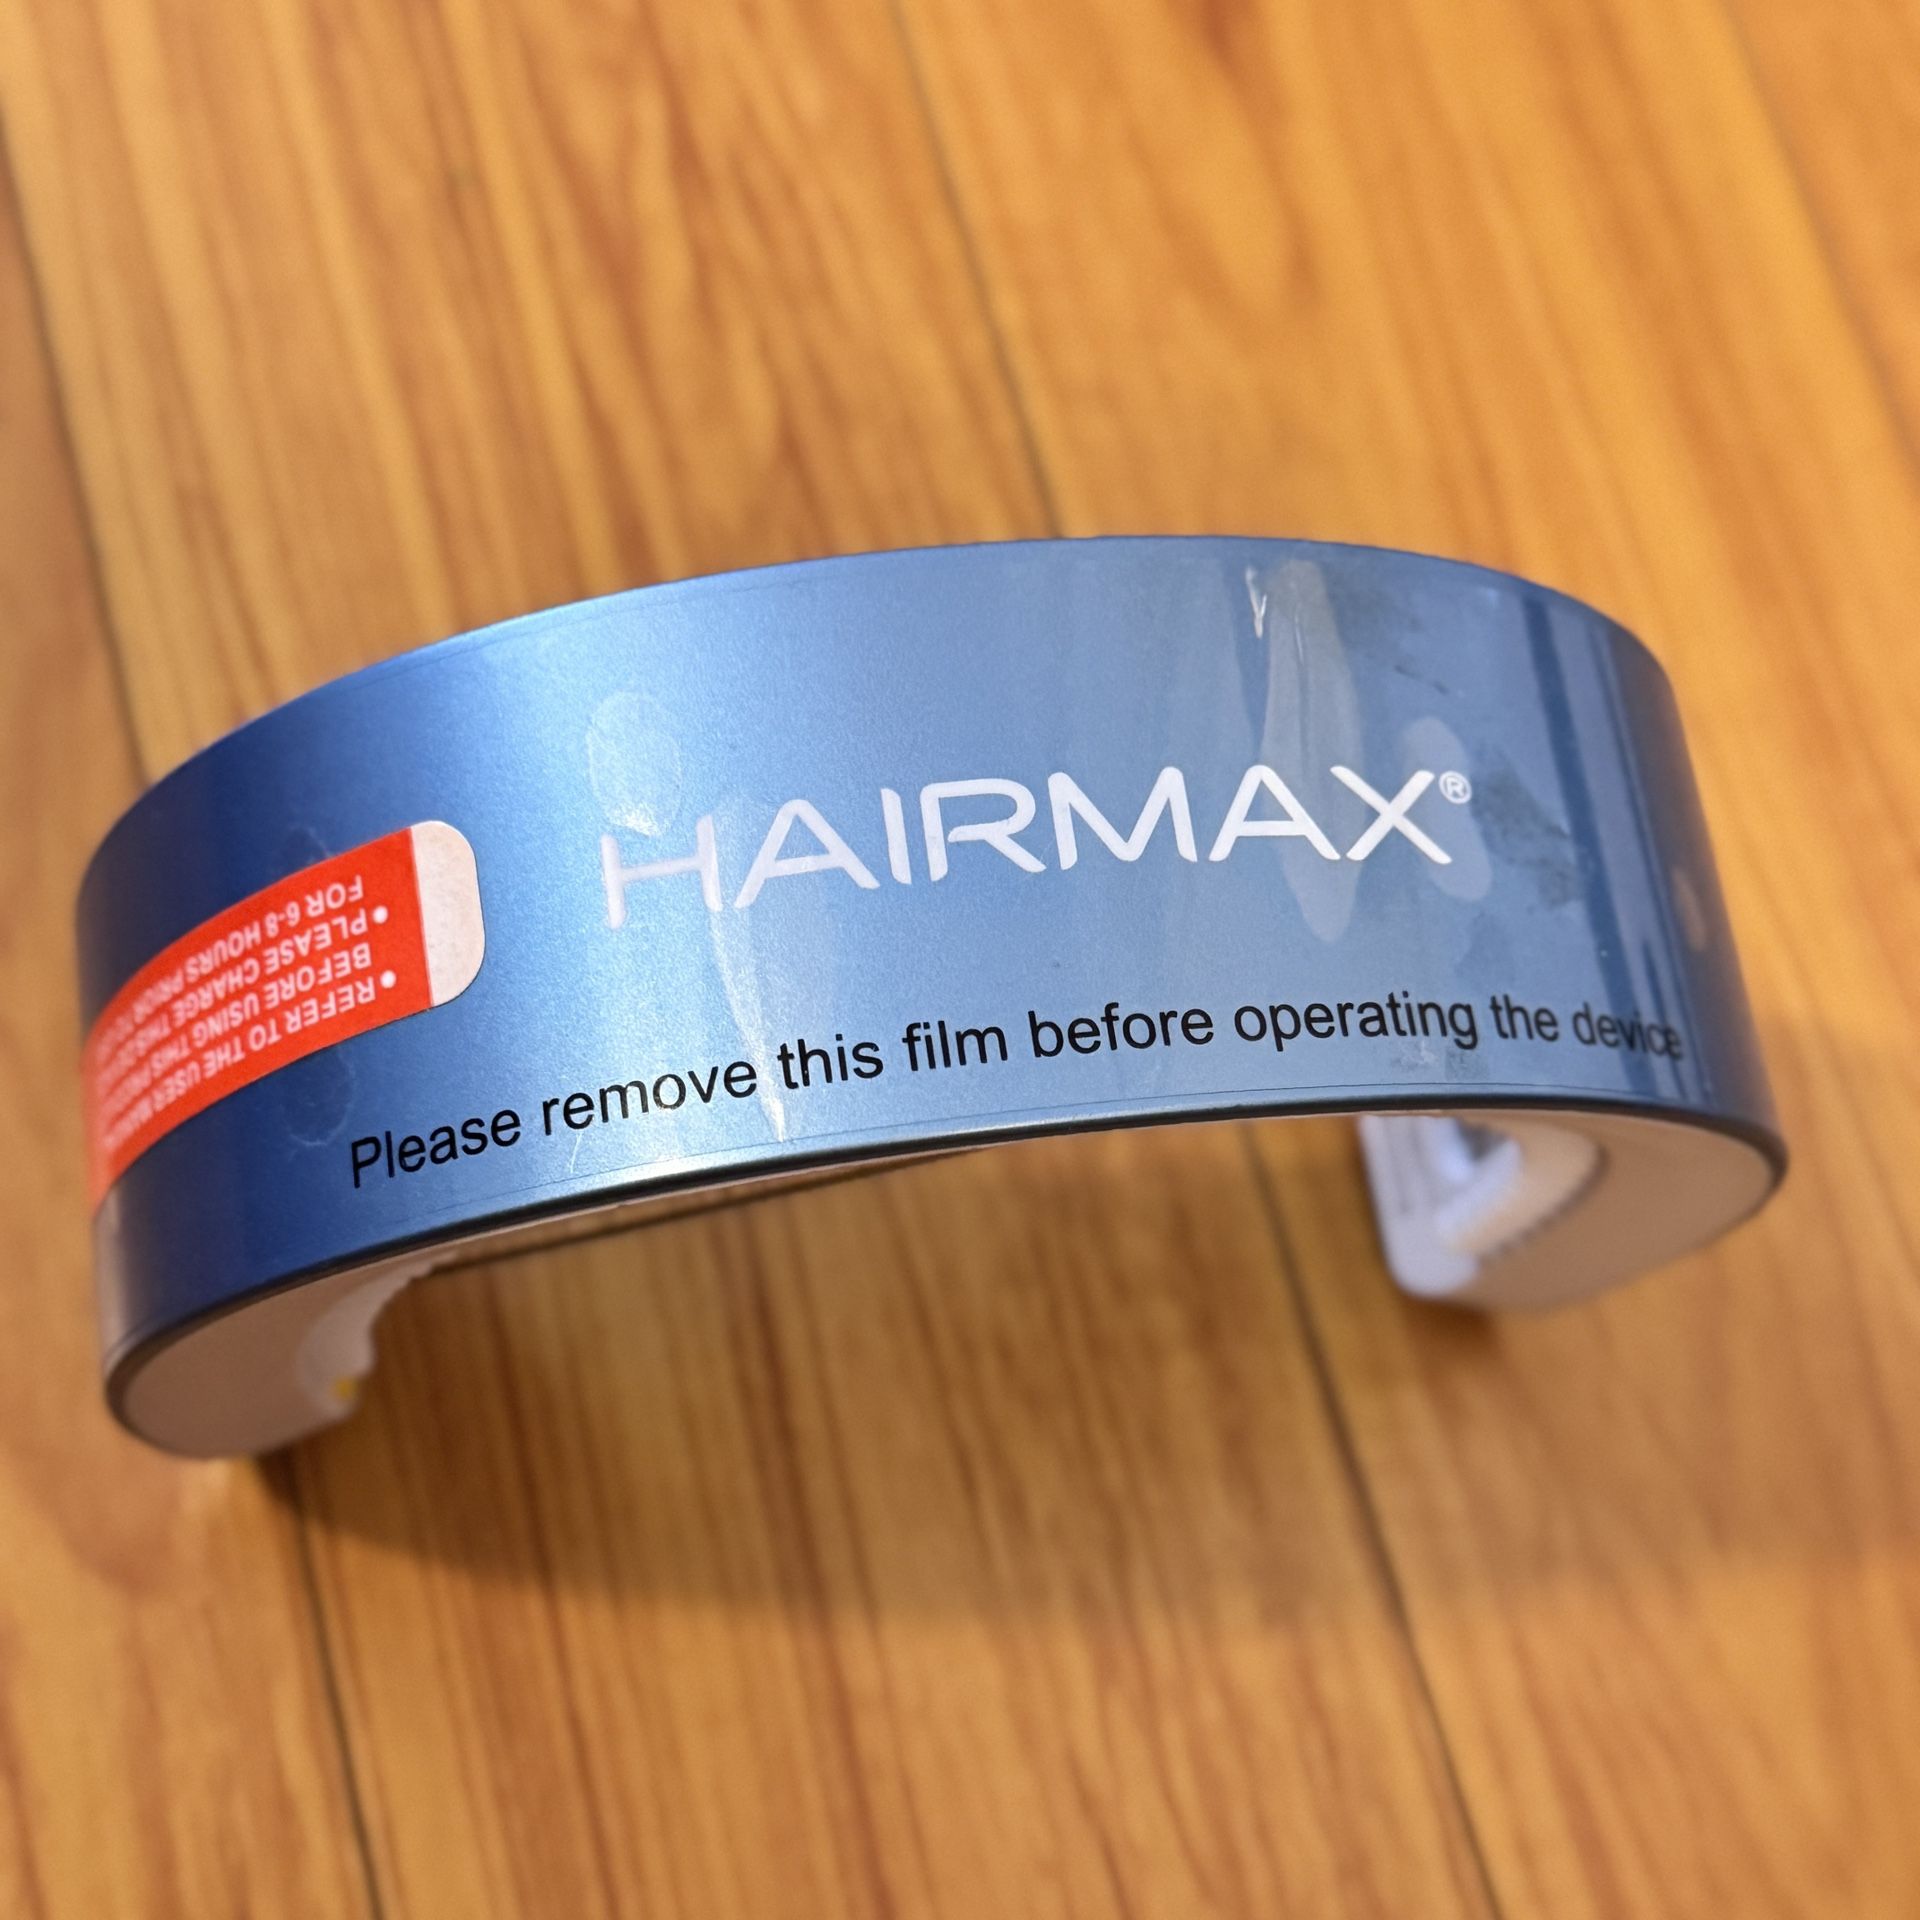 HAIRMAX®
Please remove this film before operating the device
• REFER TO THE USER
BEFORE USING THIS
• PLEASE CHARGE THIS
FOR 6-8 HOURS PRIOR TO